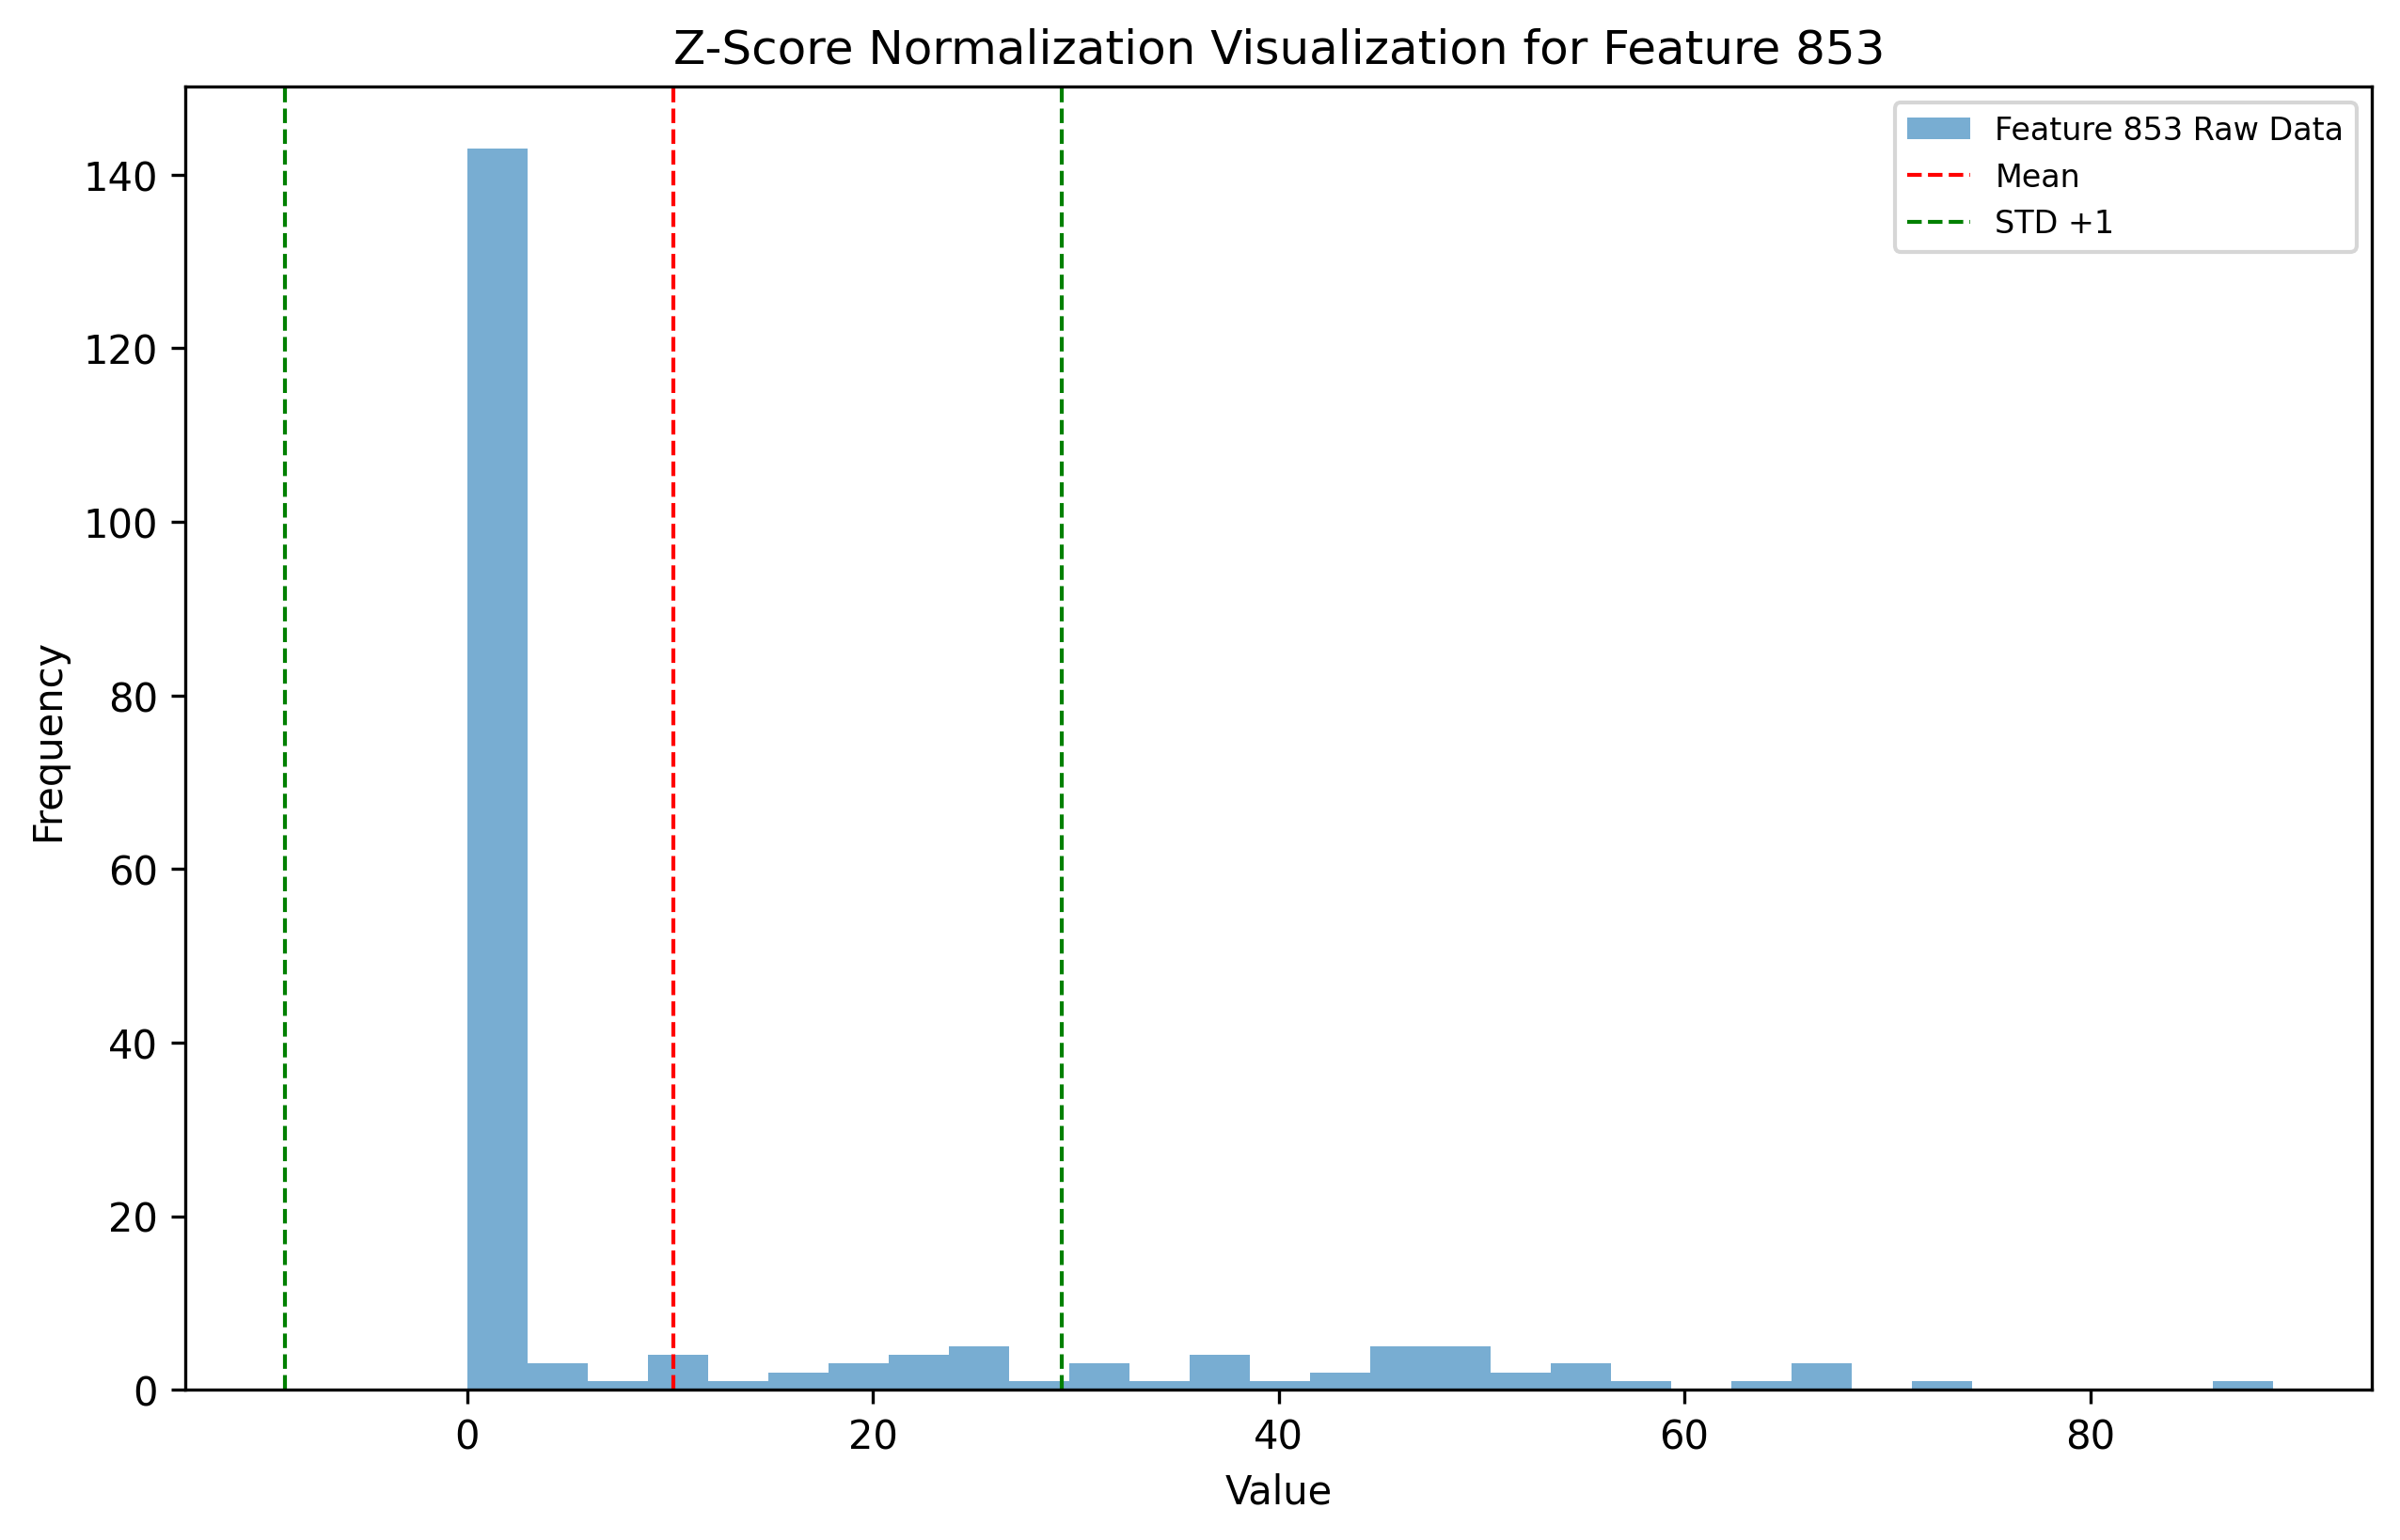 Z-Score Normalization Visualization for Feature 853
Feature 853 Raw Data
Mean
STD +1
140
120
100
80
60
40
20
0
Frequency
0 20 40 60 80
Value